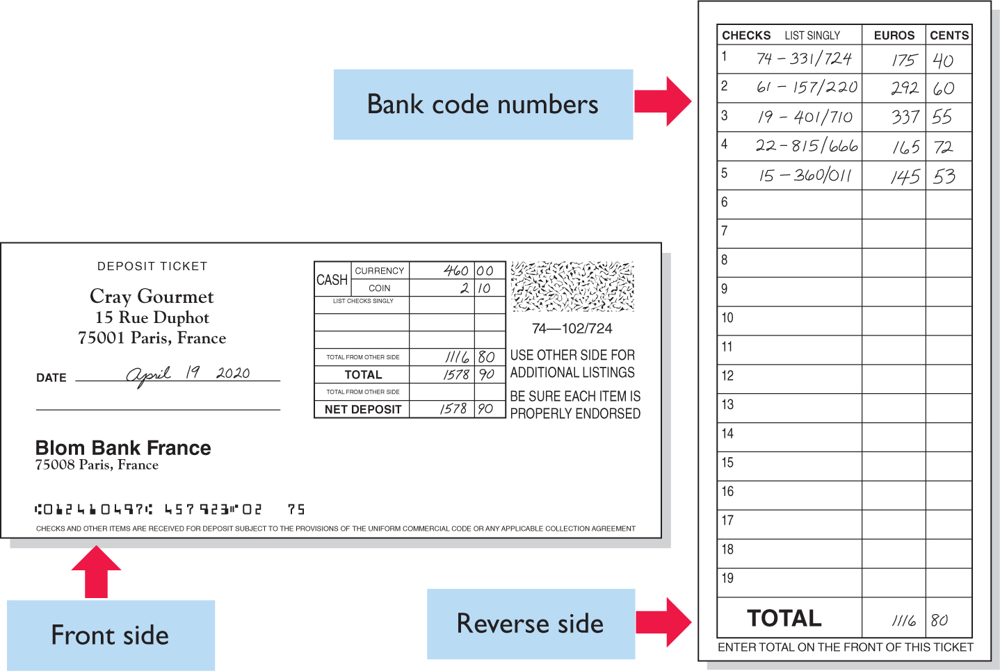 Bank code numbers
CHECKS LIST SINGLY EUROS CENTS
1 74 - 331/724 175 40
2 61 - 157/220 292 60
3 19 - 401/710 337 55
4 22 - 815/666 165 72
5 15 - 360/011 145 53
6
7
8
9
10
11
12
13
14
15
16
17
18
19
TOTAL 1116 80
ENTER TOTAL ON THE FRONT OF THIS TICKET
DEPOSIT TICKET
Cray Gourmet
15 Rue Duphot
75001 Paris, France
DATE April 19 2020
Blom Bank France
75008 Paris, France
⑆012410497⑆ 457923⑈02 75
CHECKS AND OTHER ITEMS ARE RECEIVED FOR DEPOSIT SUBJECT TO THE PROVISIONS OF THE UNIFORM COMMERCIAL CODE OR ANY APPLICABLE COLLECTION AGREEMENT
CASH CURRENCY 460 00
COIN 2 10
LIST CHECKS SINGLY
TOTAL FROM OTHER SIDE 1116 80
TOTAL 1578 90
TOTAL FROM OTHER SIDE
NET DEPOSIT 1578 90
74—102/724
USE OTHER SIDE FOR
ADDITIONAL LISTINGS
BE SURE EACH ITEM IS
PROPERLY ENDORSED
Front side
Reverse side